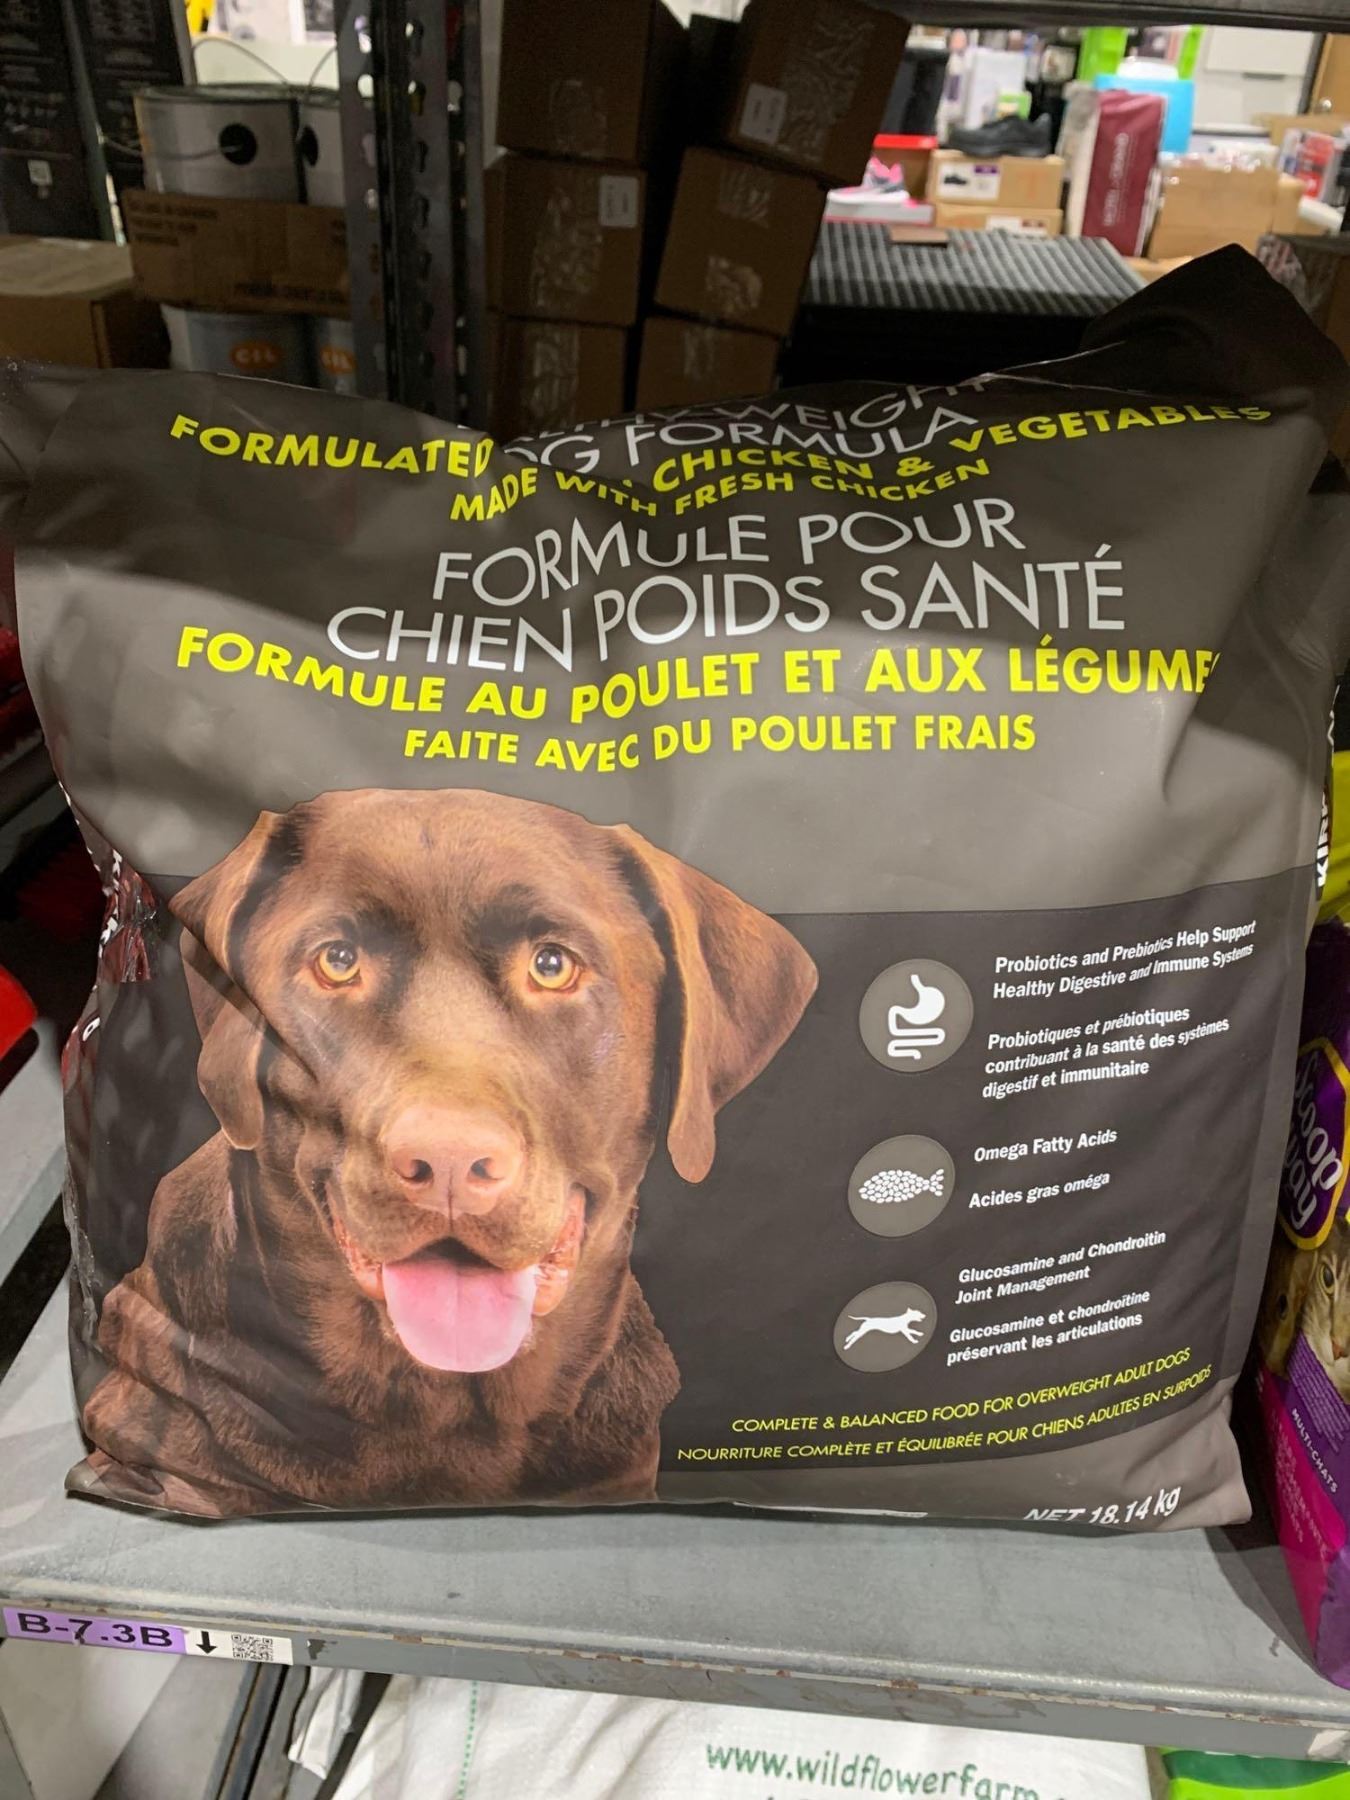 C·I·L
WEIGHT
FORMULA
FORMULATED
CHICKEN & VEGETABLES
MADE WITH FRESH CHICKEN
FORMULE POUR
CHIEN POIDS SANTÉ
FORMULE AU POULET ET AUX
FAITE AVEC DU POULET FRAIS
Probiotics and Prebiotics Help Support
Healthy Digestive and Immune Systems
Probiotiques et prébiotiques
contribuant à la santé des systèmes
digestif et immunitaire
Omega Fatty Acids
Acides gras oméga
Glucosamine and Chondroitin
Joint Management
Glucosamine et chondroïtine
préservant les articulations
COMPLETE & BALANCED FOOD FOR OVERWEIGHT ADULT DOGS
NOURRITURE COMPLÈTE ET ÉQUILIBRÉE POUR CHIENS ADULTES EN SURPOIDS
NET 18.14 kg
MULTI-CHATS
B-7.3B ↓
www.wildflowerfarm